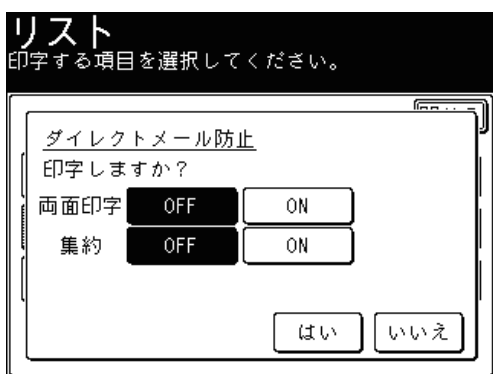 リスト
印字する項目を選択してください。
ダイレクトメール防止
印字しますか？
両面印字 OFF ON
集約 OFF ON
はい いいえ